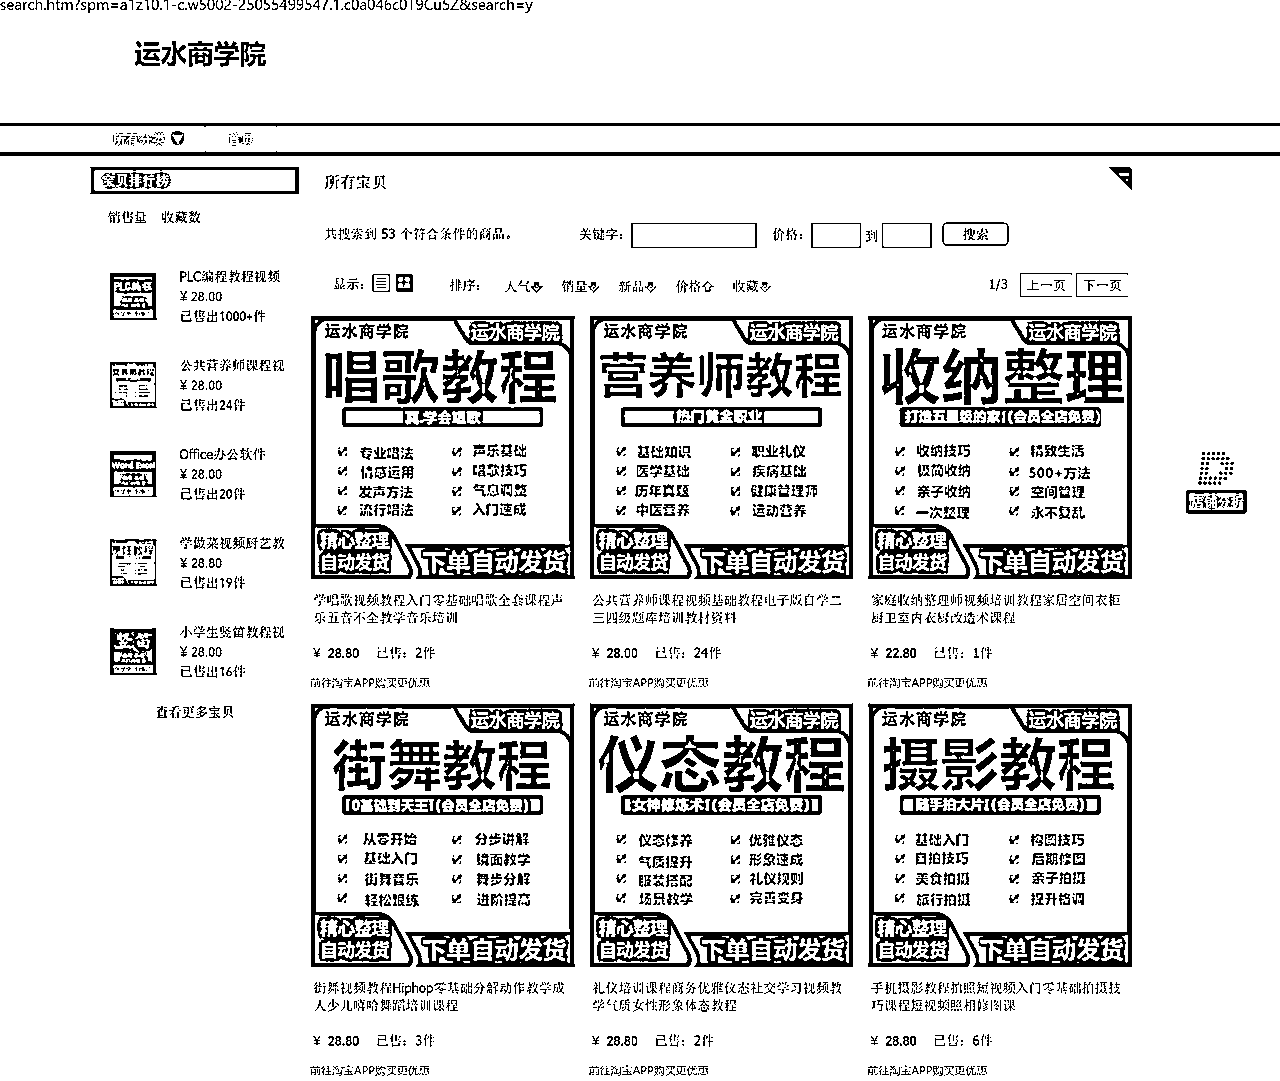 search.htm?spm=a1z10.1-c.w5002-25055499547.1.c0a046c019Cu5Z&search=y
运水商学院
所有分类 首页
宝贝排行榜
销售量 收藏数
PLC编程教程视频
¥ 28.00
已售出1000+件
公共营养师课程视
¥ 28.00
已售出24件
Office办公软件
¥ 28.00
已售出20件
学做菜视频厨艺教
¥ 28.80
已售出19件
小学生竖笛教程视
¥ 28.00
已售出16件
查看更多宝贝
所有宝贝
共搜索到 53 个符合条件的商品。 关键字: 价格: 到 搜索
显示: 排序: 人气 销量 新品 价格 收藏 1/3 上一页 下一页
运水商学院 运水商学院
唱歌教程
真.学会唱歌
专业唱法 声乐基础
情感运用 唱歌技巧
发声方法 气息调整
流行唱法 入门速成
精心整理
自动发货 下单自动发货
学唱歌视频教程入门零基础唱歌全套课程声
乐五音不全教学音乐培训
¥ 28.80 已售: 2件
前往淘宝APP购买更优惠
运水商学院 运水商学院
营养师教程
热门黄金职业
基础知识 职业礼仪
医学基础 疾病基础
历年真题 健康管理师
中医营养 运动营养
精心整理
自动发货 下单自动发货
公共营养师课程视频基础教程电子版自学二
三四级题库培训教材资料
¥ 28.00 已售: 24件
前往淘宝APP购买更优惠
运水商学院 运水商学院
收纳整理
打造五星级的家!(会员全店免费)
收纳技巧 精致生活
极简收纳 500+方法
亲子收纳 空间管理
一次整理 永不复乱
精心整理
自动发货 下单自动发货
家庭收纳整理师视频培训教程家居空间衣柜
厨卫室内衣橱改造术课程
¥ 22.80 已售: 1件
前往淘宝APP购买更优惠
运水商学院 运水商学院
街舞教程
0基础到天王!(会员全店免费)
从零开始 分步讲解
基础入门 镜面教学
街舞音乐 舞步分解
轻松跟练 进阶提高
精心整理
自动发货 下单自动发货
街舞视频教程Hiphop零基础分解动作教学成
人少儿嘻哈舞蹈培训课程
¥ 28.80 已售: 3件
前往淘宝APP购买更优惠
运水商学院 运水商学院
仪态教程
女神修炼术!(会员全店免费)
仪态修养 优雅仪态
气质提升 形象速成
服装搭配 礼仪规则
场景教学 完善变身
精心整理
自动发货 下单自动发货
礼仪培训课程商务优雅仪态社交学习视频教
学气质女性形象体态教程
¥ 28.80 已售: 2件
前往淘宝APP购买更优惠
运水商学院 运水商学院
摄影教程
随手拍大片!(会员全店免费)
基础入门 构图技巧
自拍技巧 后期修图
美食拍摄 亲子拍摄
旅行拍摄 提升格调
精心整理
自动发货 下单自动发货
手机摄影教程拍照短视频入门零基础拍摄技
巧课程短视频照相修图课
¥ 28.80 已售: 6件
前往淘宝APP购买更优惠
店铺分析